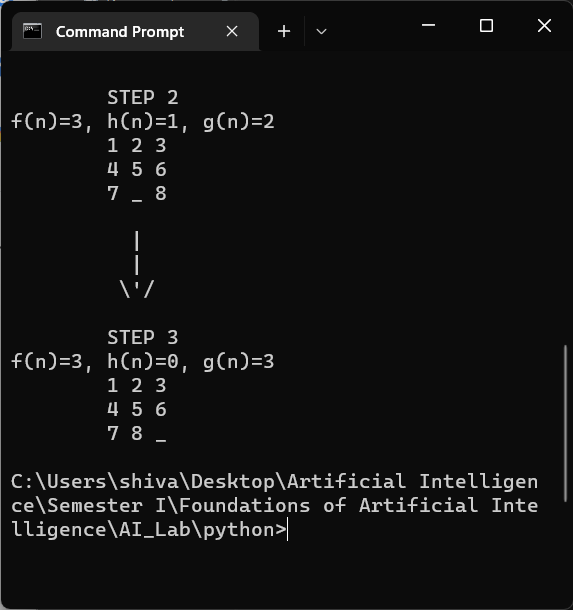 Command Prompt
STEP 2
f(n)=3, h(n)=1, g(n)=2
1 2 3
4 5 6
7 _ 8
|
|
\'/
STEP 3
f(n)=3, h(n)=0, g(n)=3
1 2 3
4 5 6
7 8 _
C:\Users\shiva\Desktop\Artificial Intelligen
ce\Semester I\Foundations of Artificial Inte
lligence\AI_Lab\python>